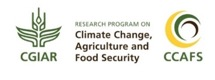 RESEARCH PROGRAM ON
Climate Change,
Agriculture and
Food Security
CGIAR
CCAFS